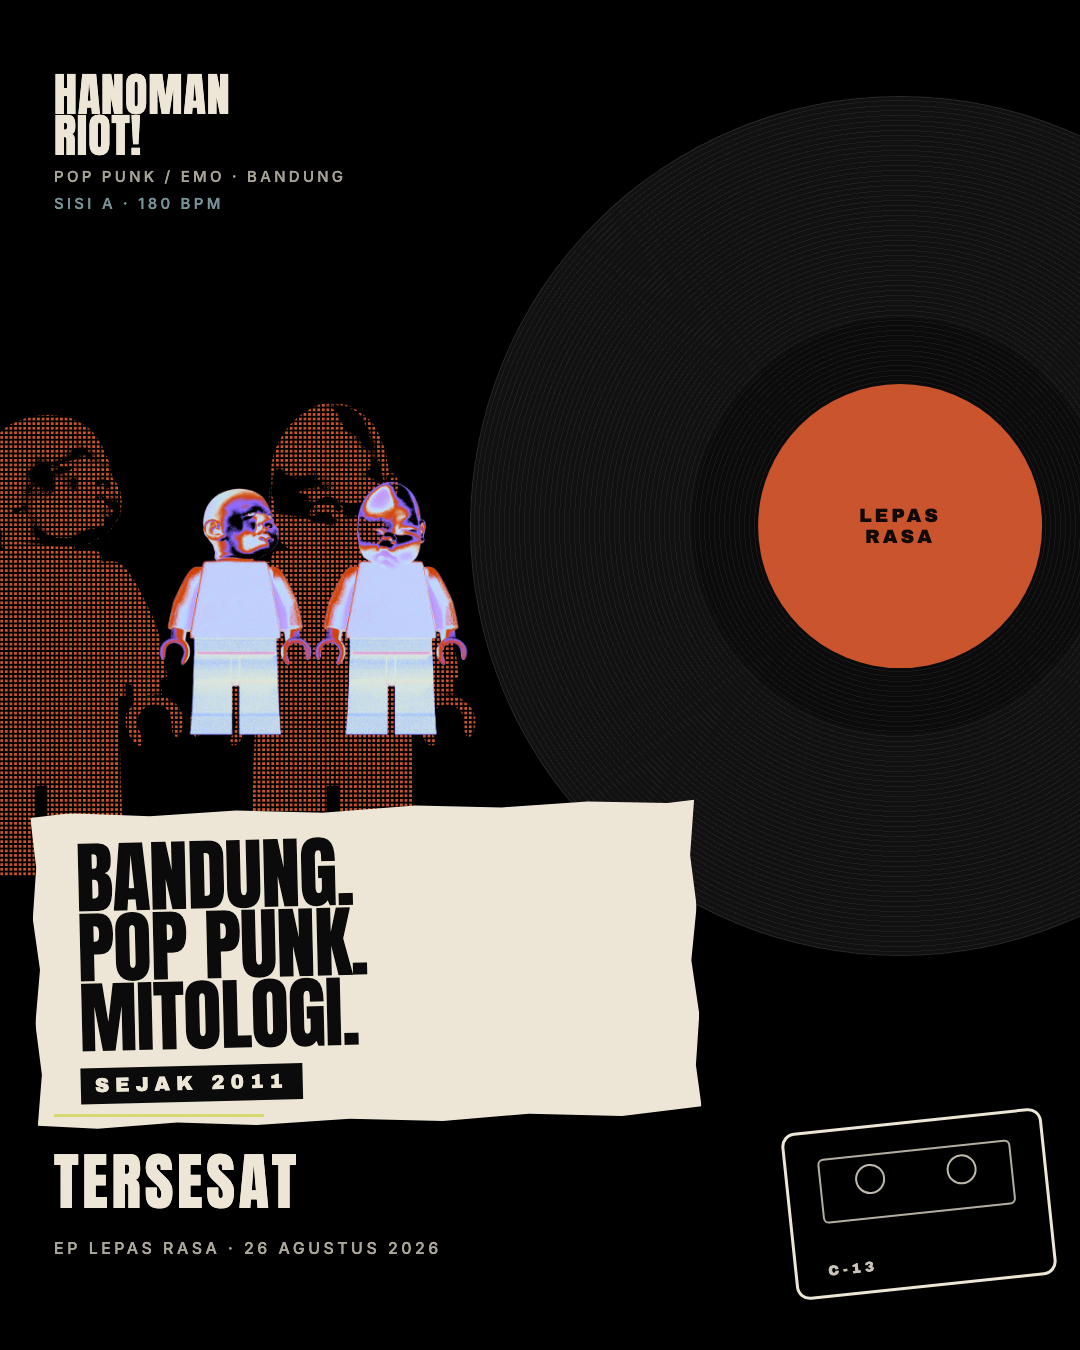 HANOMAN
RIOT!
POP PUNK / EMO · BANDUNG
SISI A · 180 BPM
LEPAS
RASA
BANDUNG.
POP PUNK.
MITOLOGI.
SEJAK 2011
TERSESAT
EP LEPAS RASA · 26 AGUSTUS 2026
C-13